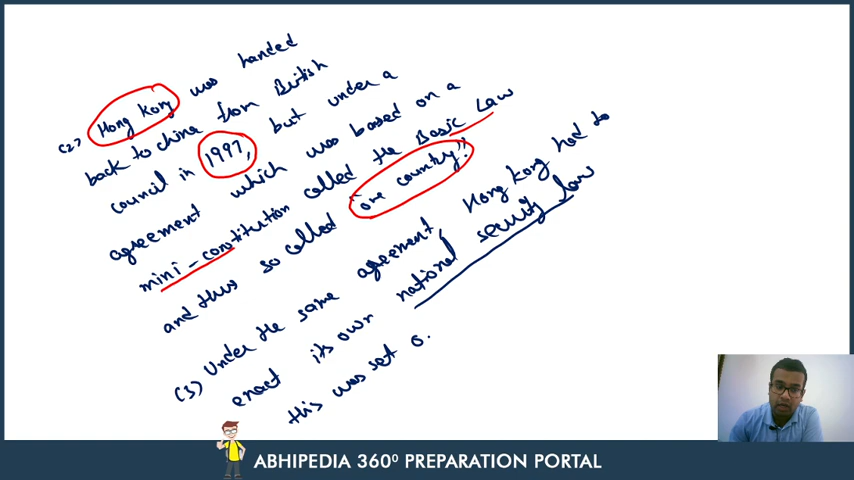 (2) Hong Kong was handed
back to china from British
council in 1997, but under a
agreement which was based on a
mini-constitution called the Basic Law
and thus so called "one country".
(3) Under the same agreement, Hong Kong had to
enact its own national security law
this was set o.
ABHIPEDIA 360° PREPARATION PORTAL